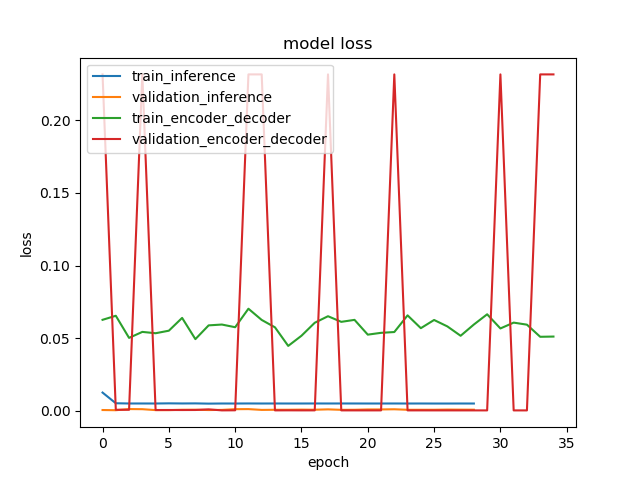 model loss
train_inference
validation_inference
train_encoder_decoder
validation_encoder_decoder
loss
0.20
0.15
0.10
0.05
0.00
0 5 10 15 20 25 30 35
epoch